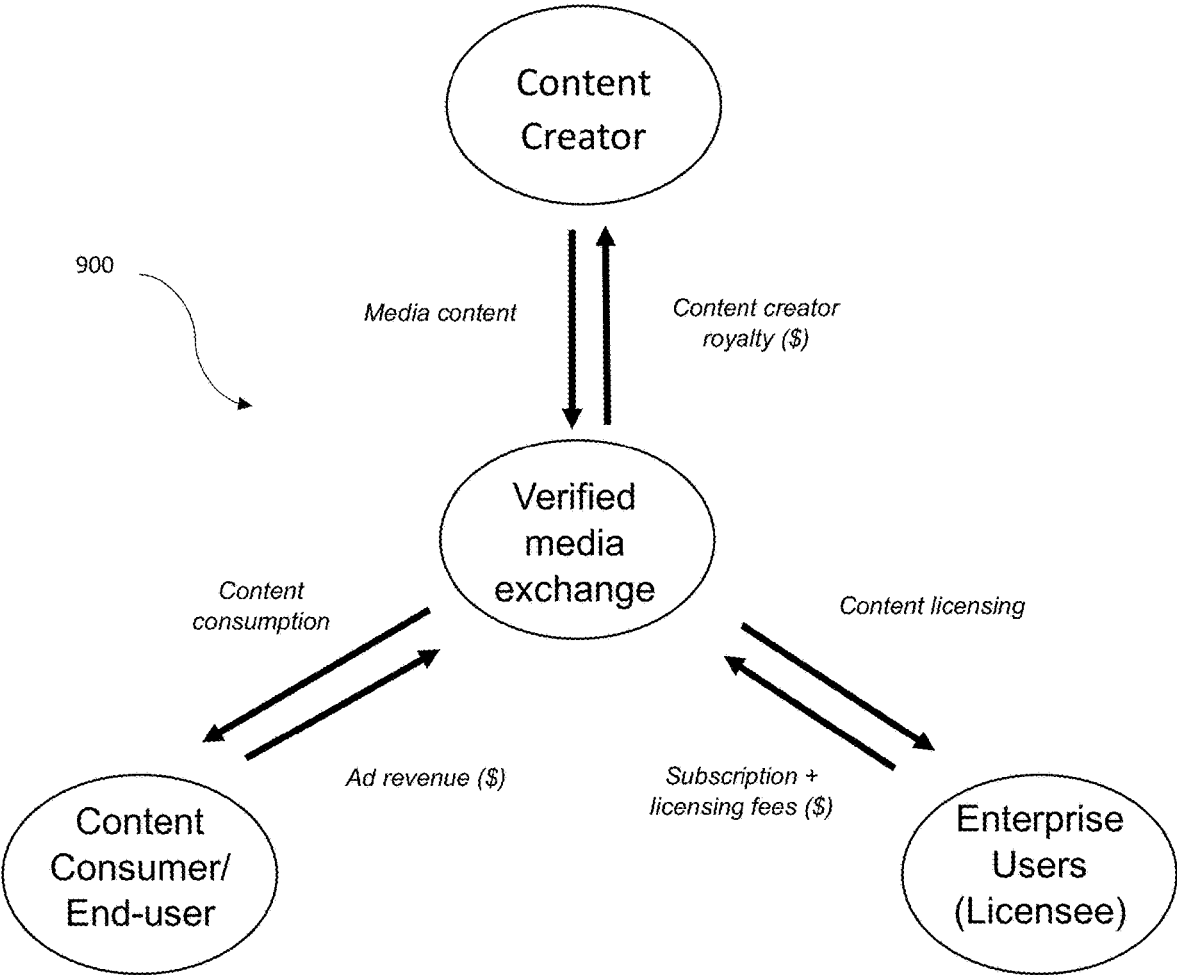 Content
Creator
900
Media content
Content creator
royalty ($)
Verified
media
exchange
Content
consumption
Content licensing
Ad revenue ($)
Subscription +
licensing fees ($)
Content
Consumer/
End-user
Enterprise
Users
(Licensee)